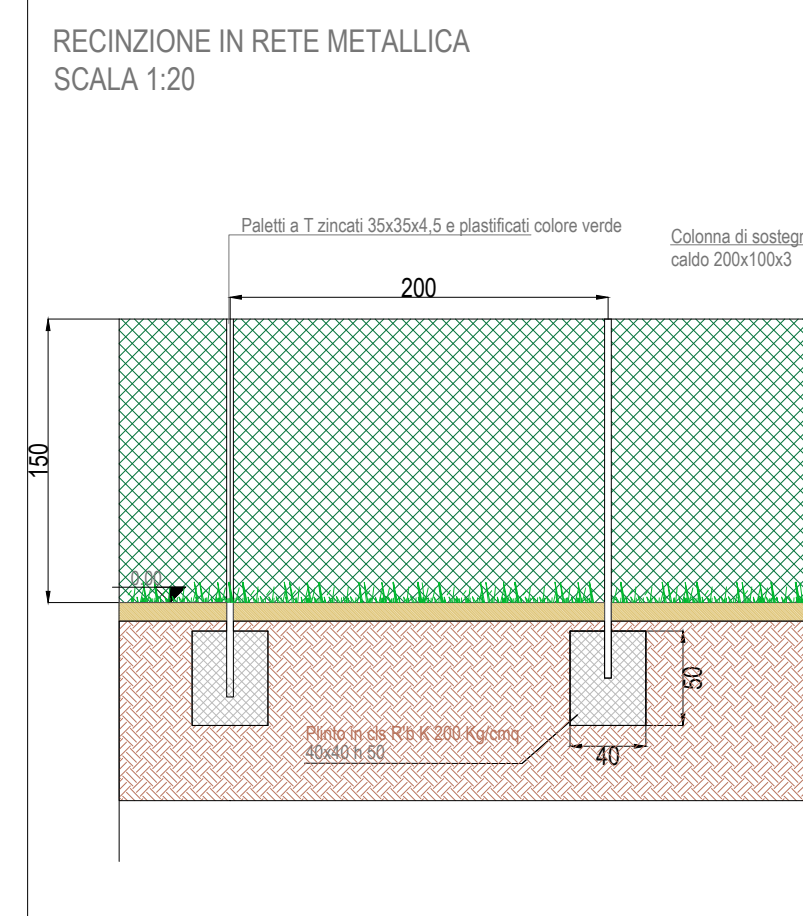 RECINZIONE IN RETE METALLICA
SCALA 1:20
Paletti a T zincati 35x35x4,5 e plastificati colore verde
Colonna di sostegn
caldo 200x100x3
200
150
0.00
50
Plinto in cls R'b K 200 Kg/cmq
40x40 h 50
40